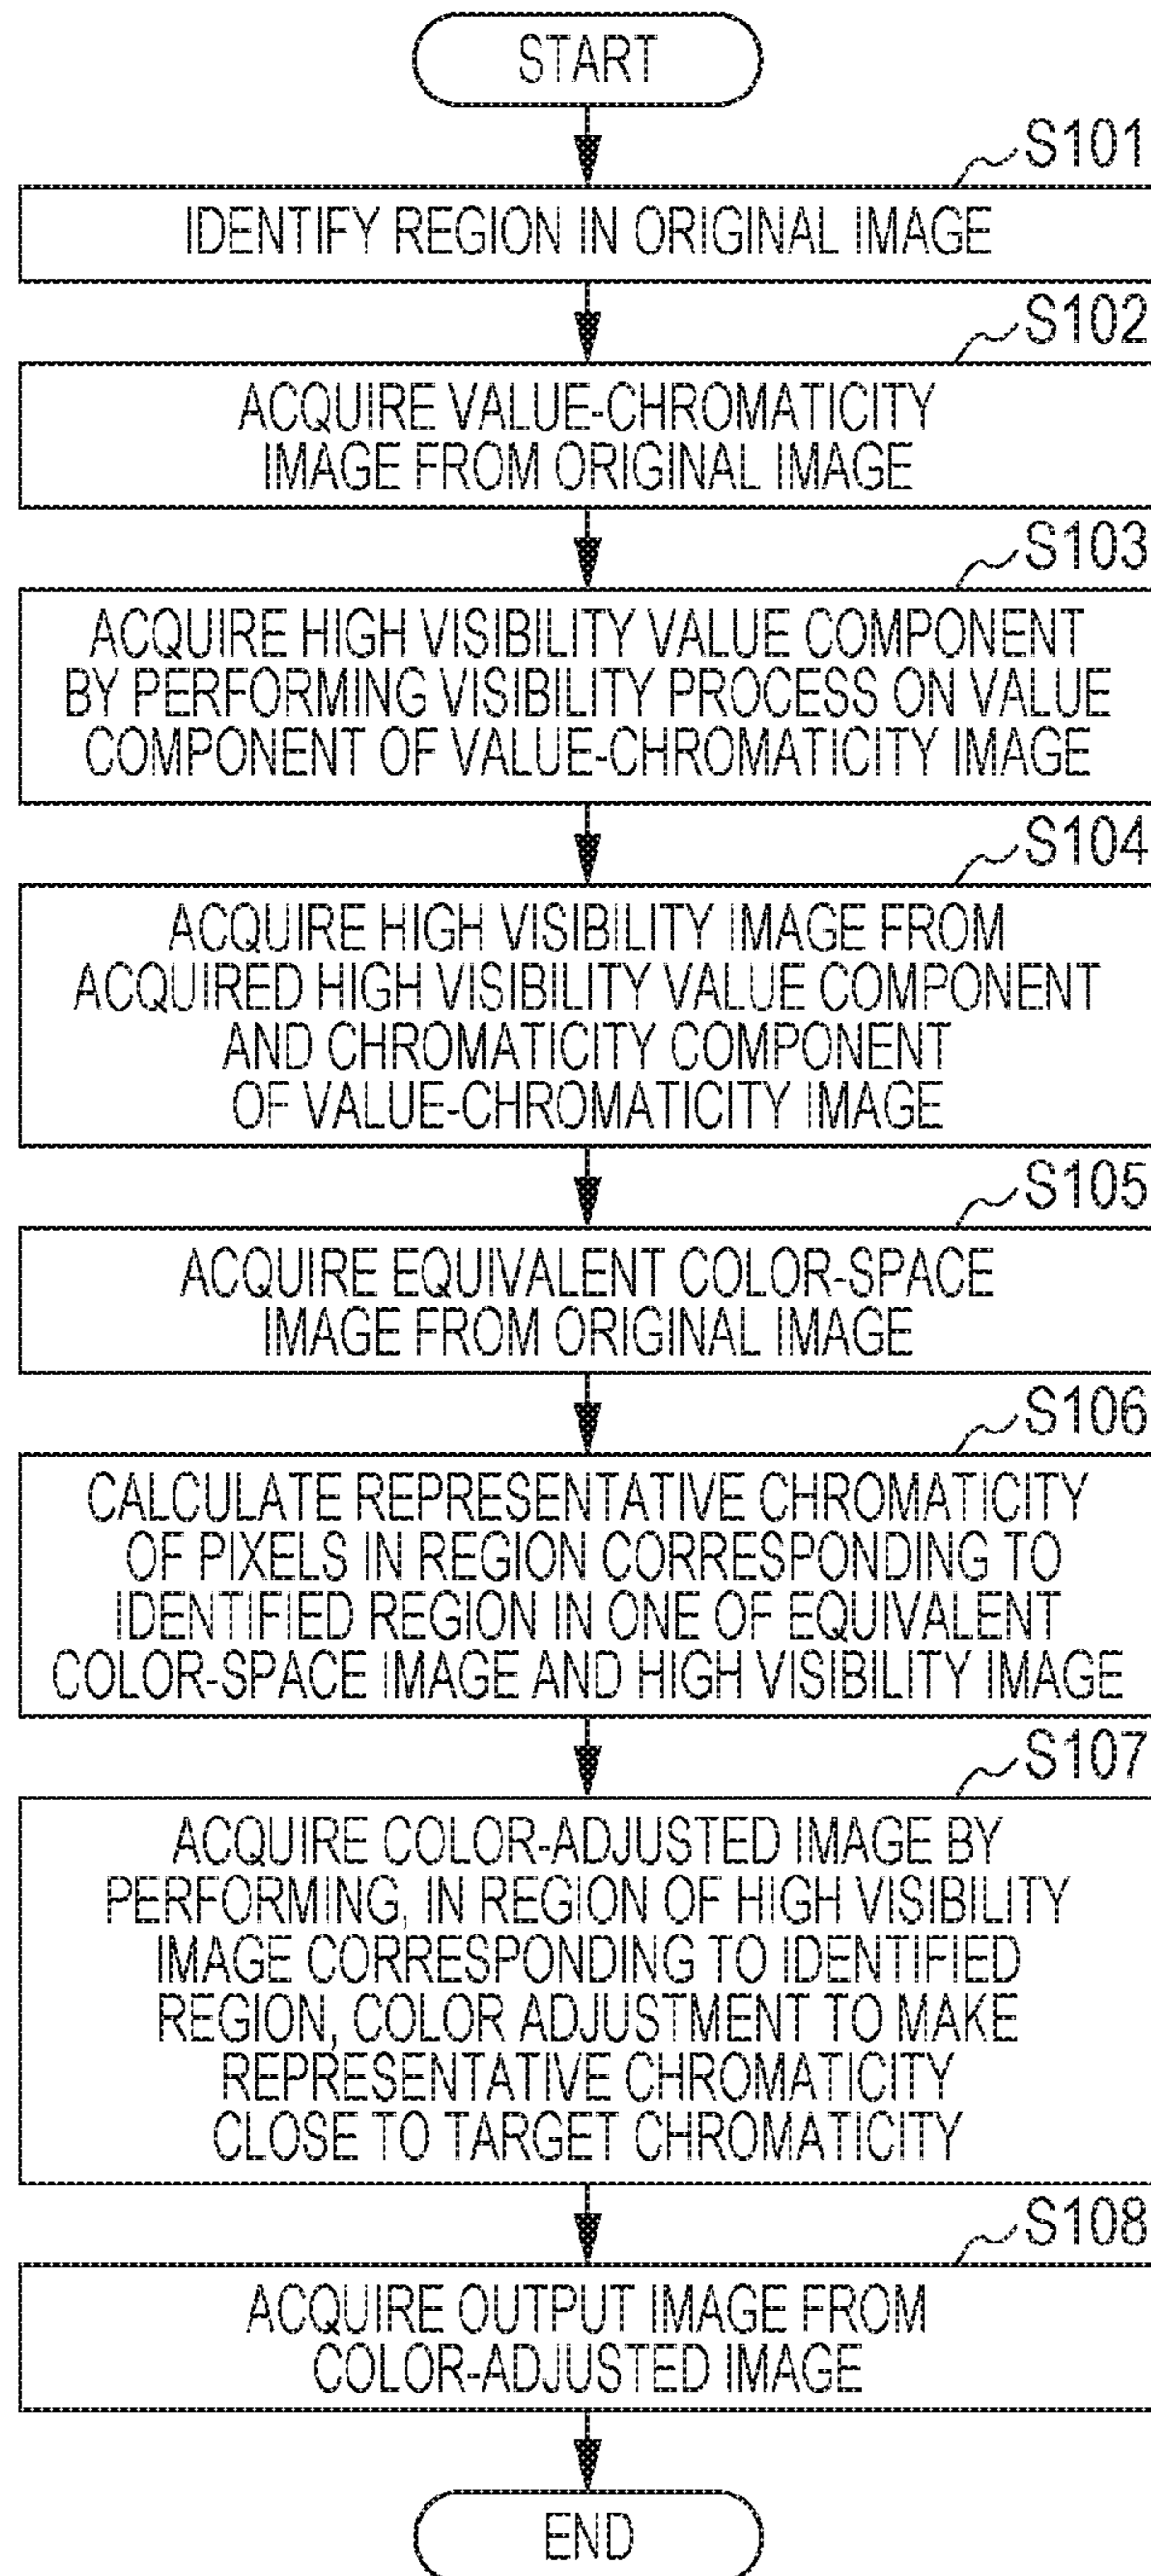 START
S101
IDENTIFY REGION IN ORIGINAL IMAGE
S102
ACQUIRE VALUE-CHROMATICITY
IMAGE FROM ORIGINAL IMAGE
S103
ACQUIRE HIGH VISIBILITY VALUE COMPONENT
BY PERFORMING VISIBILITY PROCESS ON VALUE
COMPONENT OF VALUE-CHROMATICITY IMAGE
S104
ACQUIRE HIGH VISIBILITY IMAGE FROM
ACQUIRED HIGH VISIBILITY VALUE COMPONENT
AND CHROMATICITY COMPONENT
OF VALUE-CHROMATICITY IMAGE
S105
ACQUIRE EQUIVALENT COLOR-SPACE
IMAGE FROM ORIGINAL IMAGE
S106
CALCULATE REPRESENTATIVE CHROMATICITY
OF PIXELS IN REGION CORRESPONDING TO
IDENTIFIED REGION IN ONE OF EQUIVALENT
COLOR-SPACE IMAGE AND HIGH VISIBILITY IMAGE
S107
ACQUIRE COLOR-ADJUSTED IMAGE BY
PERFORMING, IN REGION OF HIGH VISIBILITY
IMAGE CORRESPONDING TO IDENTIFIED
REGION, COLOR ADJUSTMENT TO MAKE
REPRESENTATIVE CHROMATICITY
CLOSE TO TARGET CHROMATICITY
S108
ACQUIRE OUTPUT IMAGE FROM
COLOR-ADJUSTED IMAGE
END